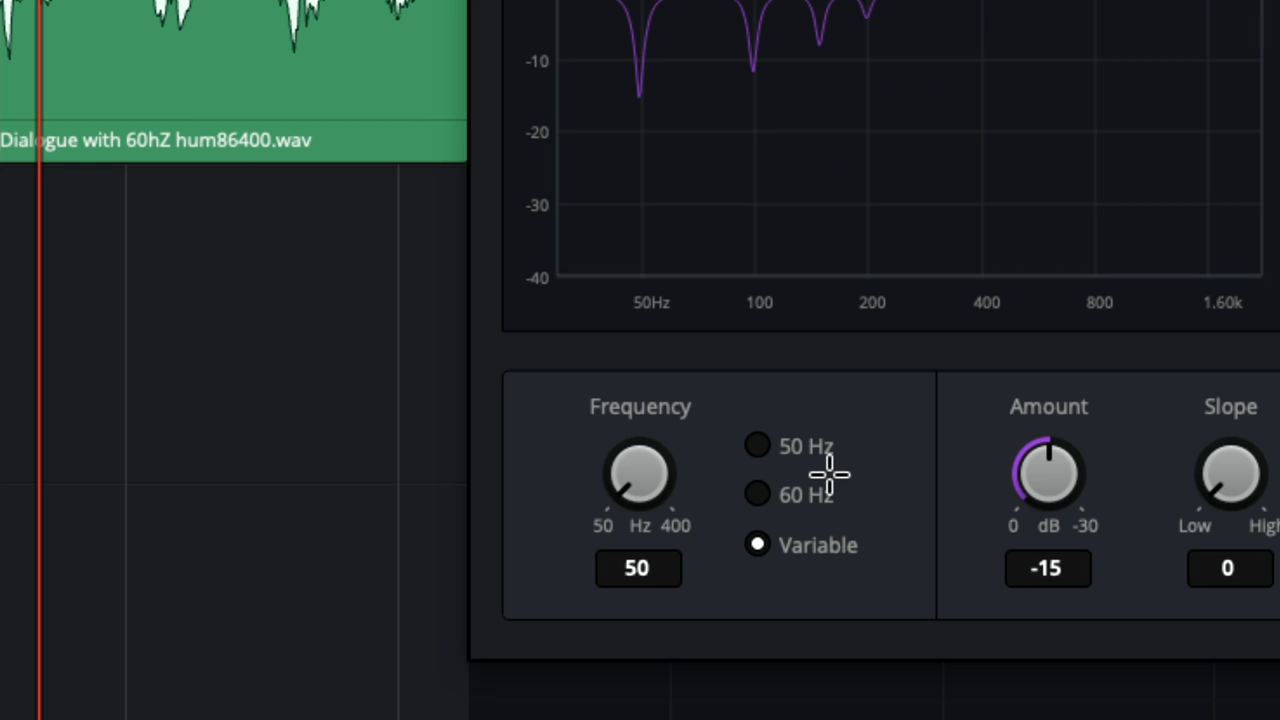 -10
Dialogue with 60hZ hum86400.wav
-20
-30
-40
50Hz 100 200 400 800 1.60k
Frequency Amount Slope
50 Hz
60 Hz
50 Hz 400 0 dB -30 Low High
Variable
50 -15 0